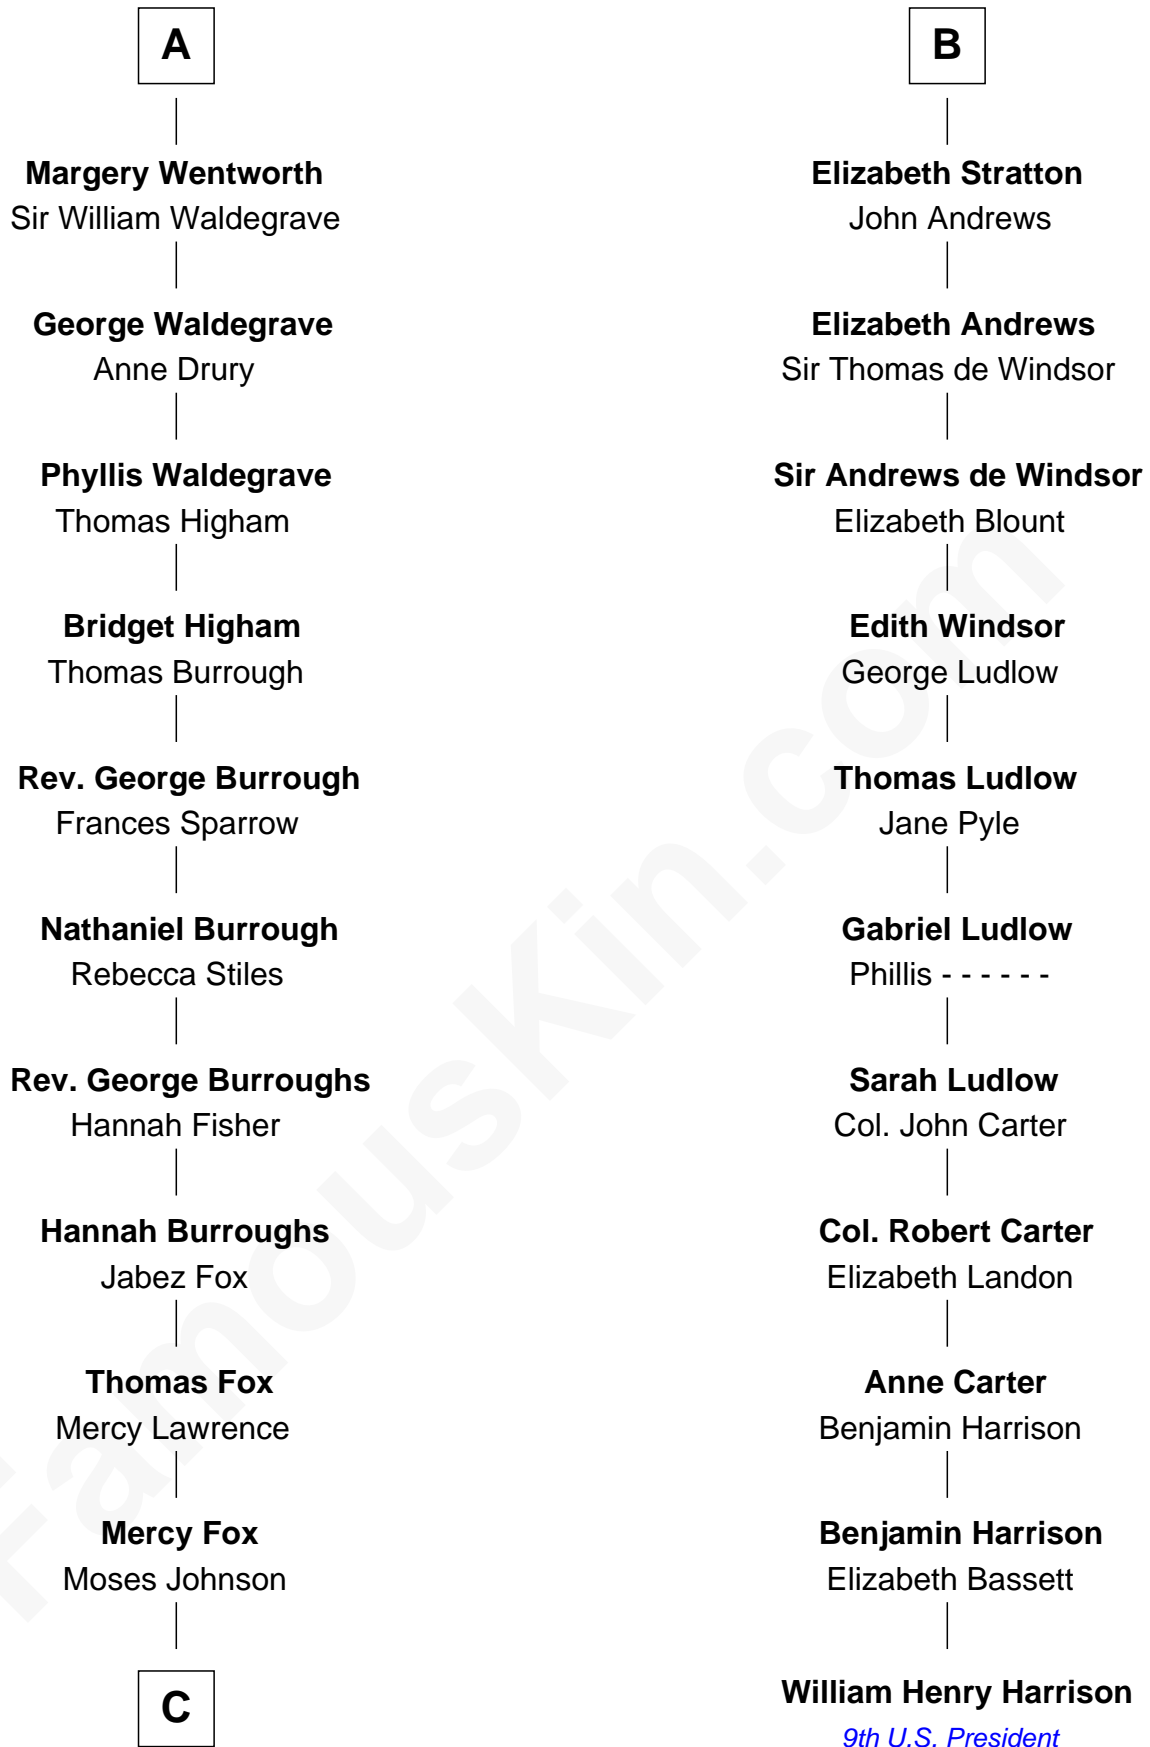 A
Margery Wentworth
Sir William Waldegrave
George Waldegrave
Anne Drury
Phyllis Waldegrave
Thomas Higham
Bridget Higham
Thomas Burrough
Rev. George Burrough
Frances Sparrow
Nathaniel Burrough
Rebecca Stiles
Rev. George Burroughs
Hannah Fisher
Hannah Burroughs
Jabez Fox
Thomas Fox
Mercy Lawrence
Mercy Fox
Moses Johnson
C
B
Elizabeth Stratton
John Andrews
Elizabeth Andrews
Sir Thomas de Windsor
Sir Andrews de Windsor
Elizabeth Blount
Edith Windsor
George Ludlow
Thomas Ludlow
Jane Pyle
Gabriel Ludlow
Phillis - - - - - -
Sarah Ludlow
Col. John Carter
Col. Robert Carter
Elizabeth Landon
Anne Carter
Benjamin Harrison
Benjamin Harrison
Elizabeth Bassett
William Henry Harrison
9th U.S. President
FamousKin.com